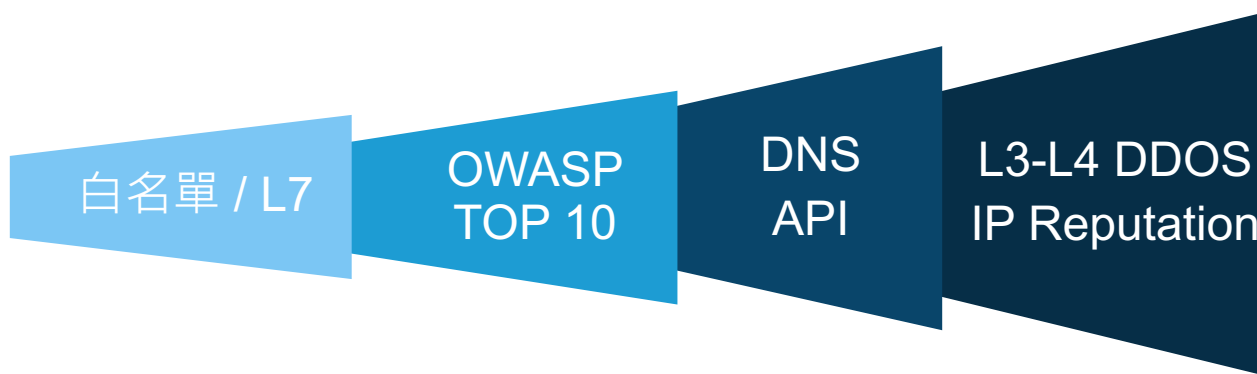 白名單 / L7
OWASP
TOP 10
DNS
API
L3-L4 DDOS
IP Reputation